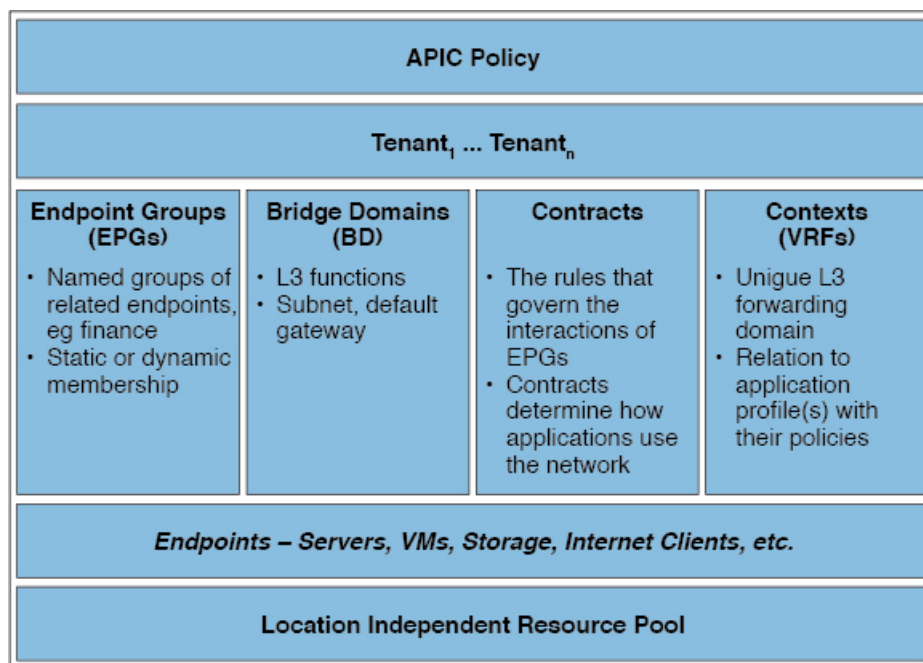 APIC Policy
Tenant1 ... Tenantn
Endpoint Groups
(EPGs)
• Named groups of
related endpoints,
eg finance
• Static or dynamic
membership
Bridge Domains
(BD)
• L3 functions
• Subnet, default
gateway
Contracts
• The rules that
govern the
interactions of
EPGs
• Contracts
determine how
applications use
the network
Contexts
(VRFs)
• Unigue L3
forwarding
domain
• Relation to
application
profile(s) with
their policies
Endpoints – Servers, VMs, Storage, Internet Clients, etc.
Location Independent Resource Pool